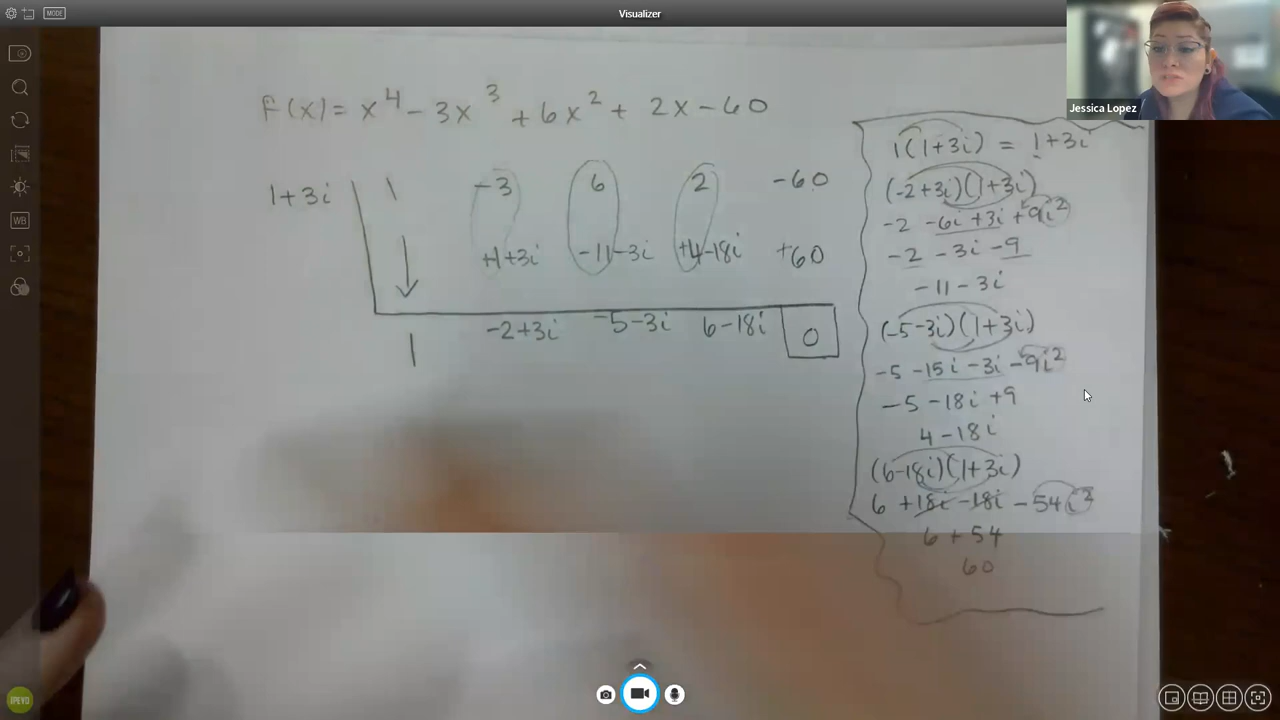 MODE
Visualizer
Jessica Lopez
WB
F(x) = x⁴ - 3x³ + 6x² + 2x - 60
1+3i 1 -3 6 2 -60
+1+3i -11-3i +4-18i +60
1 -2+3i -5-3i 6-18i 0
1(1+3i) = 1+3i
(-2+3i)(1+3i)
-2 -6i +3i +9i²
-2 -3i -9
-11 -3i
(-5-3i)(1+3i)
-5 -15i -3i -9i²
-5 -18i +9
4 -18i
(6-18i)(1+3i)
6 +18i -18i -54i²
6 + 54
60
IPEVO